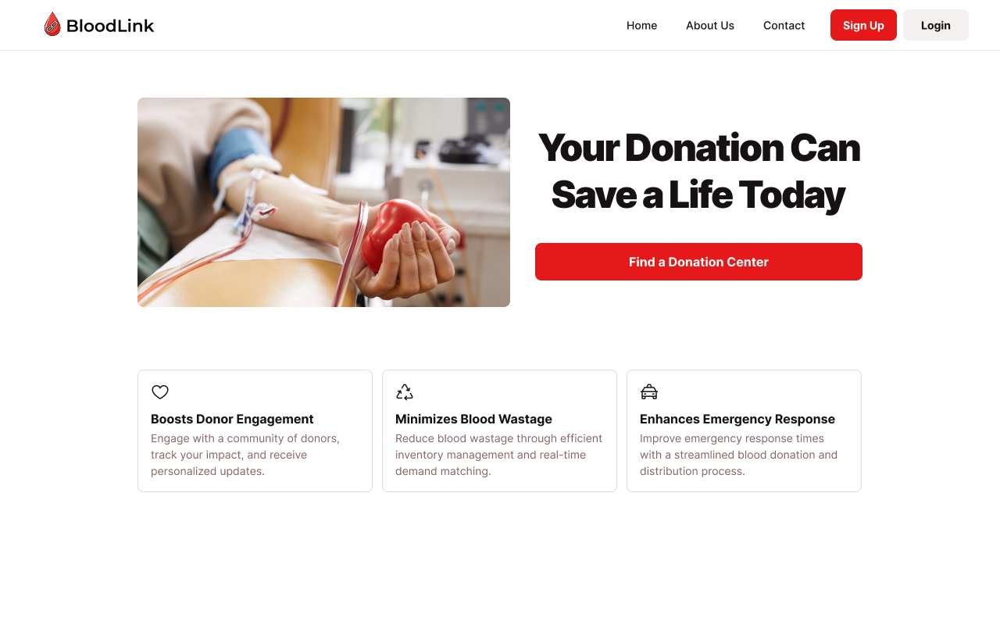 BloodLink
Home About Us Contact Sign Up Login
Your Donation Can
Save a Life Today
Find a Donation Center
Boosts Donor Engagement
Engage with a community of donors,
track your impact, and receive
personalized updates.
Minimizes Blood Wastage
Reduce blood wastage through efficient
inventory management and real-time
demand matching.
Enhances Emergency Response
Improve emergency response times
with a streamlined blood donation and
distribution process.